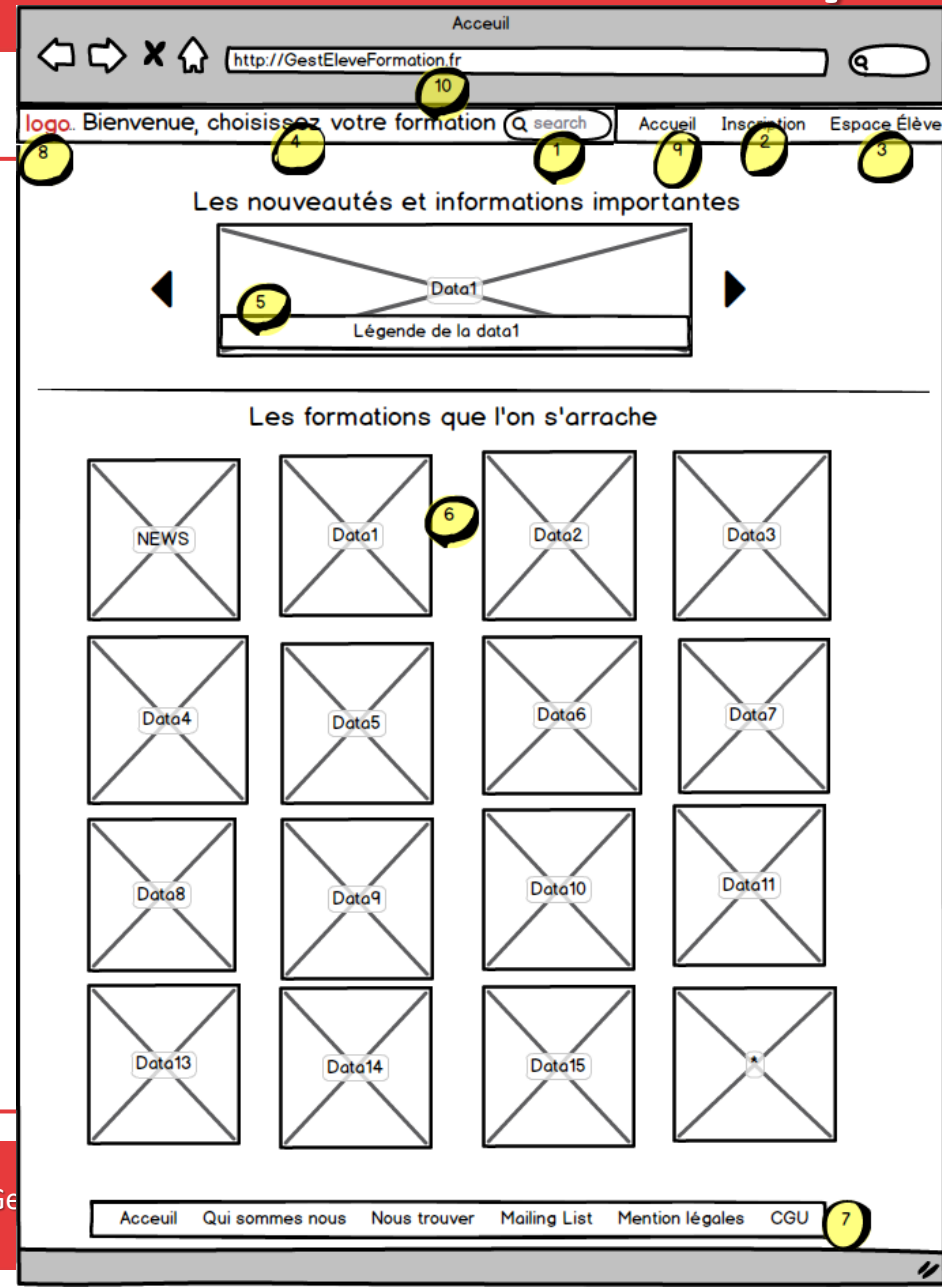 Acceuil
http://GestEleveFormation.fr
10
logo.. Bienvenue, choisissez votre formation search Accueil Inscription Espace Élève
8 4 1 9 2 3
Les nouveautés et informations importantes
Data1
5
Légende de la data1
Les formations que l'on s'arrache
6
NEWS Data1 Data2 Data3
Data4 Data5 Data6 Data7
Data8 Data9 Data10 Data11
Data13 Data14 Data15 *
Ge
Acceuil Qui sommes nous Nous trouver Mailing List Mention légales CGU 7